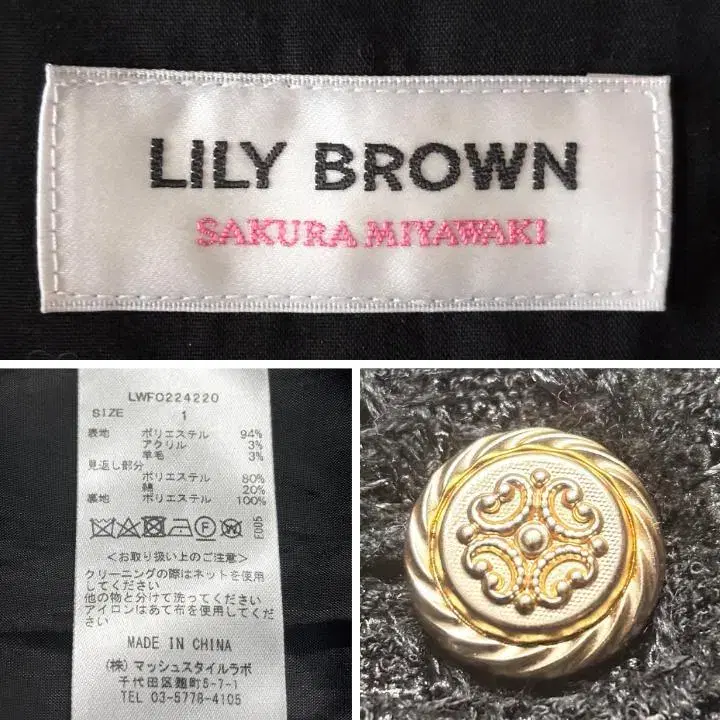 LILY BROWN
SAKURA MIYAWAKI
LWFO224220
SIZE 1
表地 ポリエステル 94%
アクリル 3%
羊毛 3%
見返し部分
ポリエステル 80%
綿 20%
裏地 ポリエステル 100%
E005
<お取り扱い上のご注意>
クリーニングの際はネットを使用
してください
他の物と分けて洗ってください
アイロンはあて布を使用してくだ
さい
MADE IN CHINA
(株)マッシュスタイルラボ
千代田区麹町5-7-1
TEL 03-5778-4105